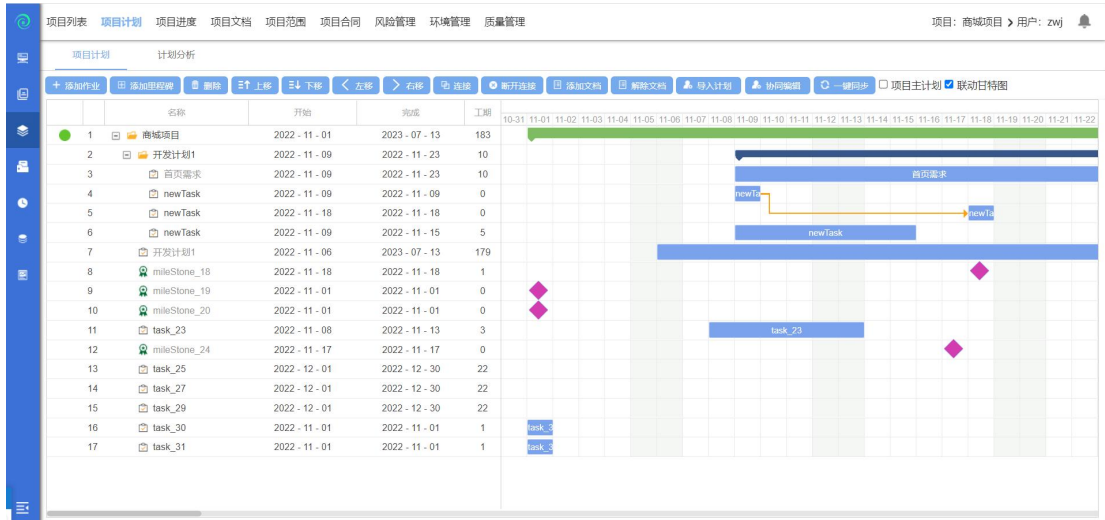 项目列表 项目计划 项目进度 项目文档 项目范围 项目合同 风险管理 环境管理 质量管理 项目：商城项目 ❯ 用户：zwj
项目计划 计划分析
+ 添加作业 添加里程碑 删除 上移 下移 左移 右移 连接 断开连接 添加文档 解除文档 导入计划 协同编辑 一键同步 项目主计划 联动甘特图
名称 开始 完成 工期 10-31 11-01 11-02 11-03 11-04 11-05 11-06 11-07 11-08 11-09 11-10 11-11 11-12 11-13 11-14 11-15 11-16 11-17 11-18 11-19 11-20 11-21 11-22
1 商城项目 2022 - 11 - 01 2023 - 07 - 13 183
2 开发计划1 2022 - 11 - 09 2022 - 11 - 23 10
3 首页需求 2022 - 11 - 09 2022 - 11 - 23 10 首页需求
4 newTask 2022 - 11 - 09 2022 - 11 - 09 0 newTa
5 newTask 2022 - 11 - 18 2022 - 11 - 18 0 newTa
6 newTask 2022 - 11 - 09 2022 - 11 - 15 5 newTask
7 开发计划1 2022 - 11 - 06 2023 - 07 - 13 179
8 mileStone_18 2022 - 11 - 18 2022 - 11 - 18 1
9 mileStone_19 2022 - 11 - 01 2022 - 11 - 01 0
10 mileStone_20 2022 - 11 - 01 2022 - 11 - 01 0
11 task_23 2022 - 11 - 08 2022 - 11 - 13 3 task_23
12 mileStone_24 2022 - 11 - 17 2022 - 11 - 17 0
13 task_25 2022 - 12 - 01 2022 - 12 - 30 22
14 task_27 2022 - 12 - 01 2022 - 12 - 30 22
15 task_29 2022 - 12 - 01 2022 - 12 - 30 22
16 task_30 2022 - 11 - 01 2022 - 11 - 01 1 task_3
17 task_31 2022 - 11 - 01 2022 - 11 - 01 1 task_3